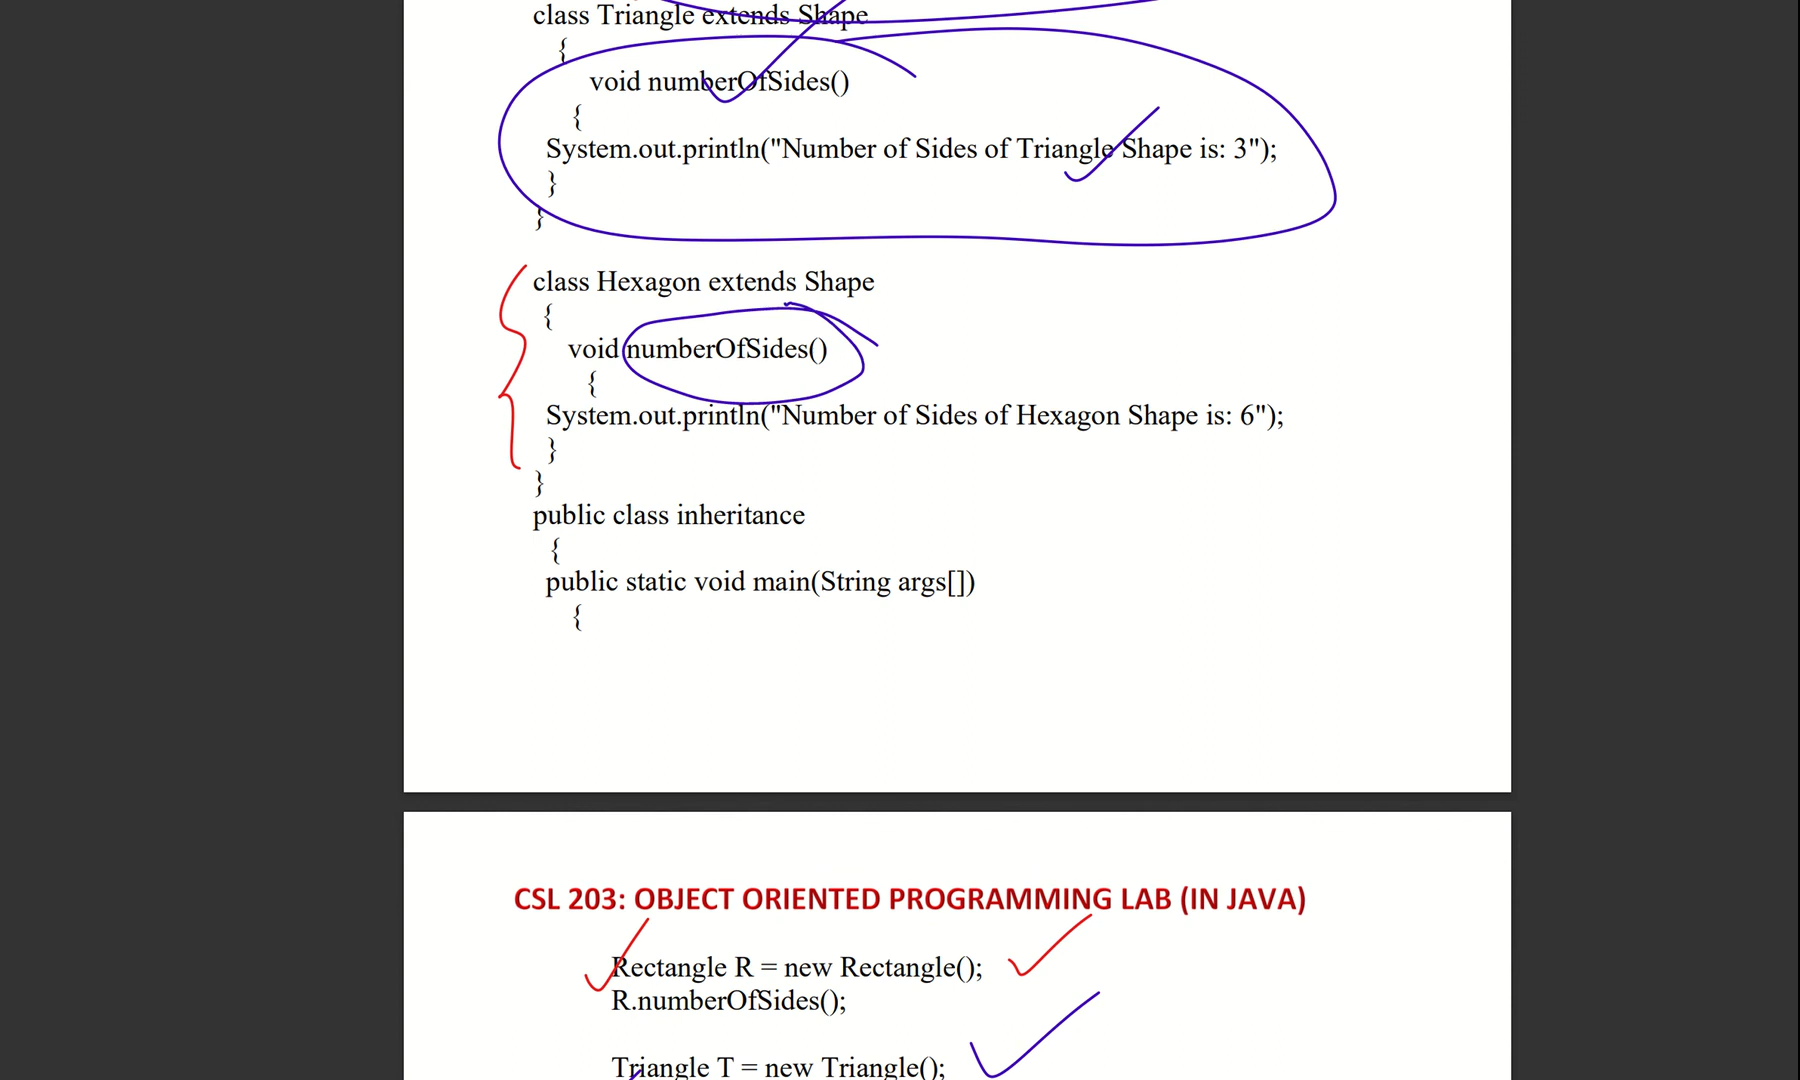 class Triangle extends Shape
{
void numberOfSides()
{
System.out.println("Number of Sides of Triangle Shape is: 3");
}
}
class Hexagon extends Shape
{
void numberOfSides()
{
System.out.println("Number of Sides of Hexagon Shape is: 6");
}
}
public class inheritance
{
public static void main(String args[])
{
CSL 203: OBJECT ORIENTED PROGRAMMING LAB (IN JAVA)
Rectangle R = new Rectangle();
R.numberOfSides();
Triangle T = new Triangle();